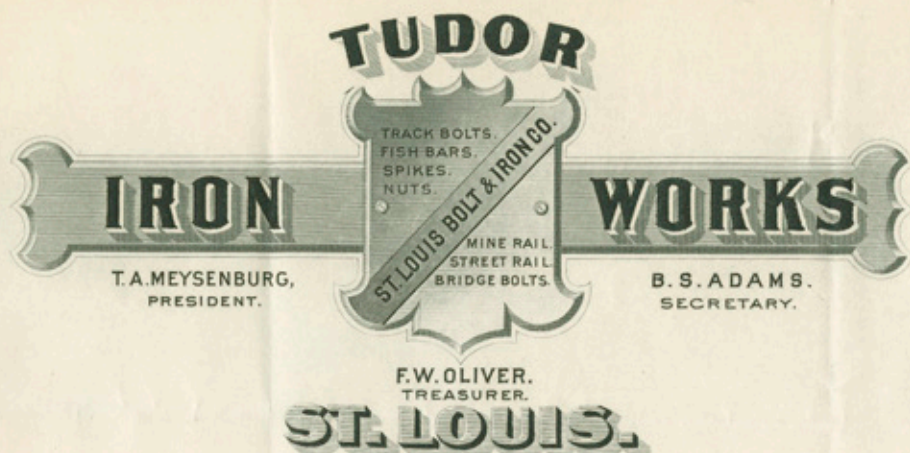 TUDOR
IRON WORKS
TRACK BOLTS.
FISH BARS.
SPIKES.
NUTS.
ST. LOUIS BOLT & IRON CO.
MINE RAIL.
STREET RAIL.
BRIDGE BOLTS.
T. A. MEYSENBURG,
PRESIDENT.
B. S. ADAMS.
SECRETARY.
F. W. OLIVER.
TREASURER.
ST. LOUIS.